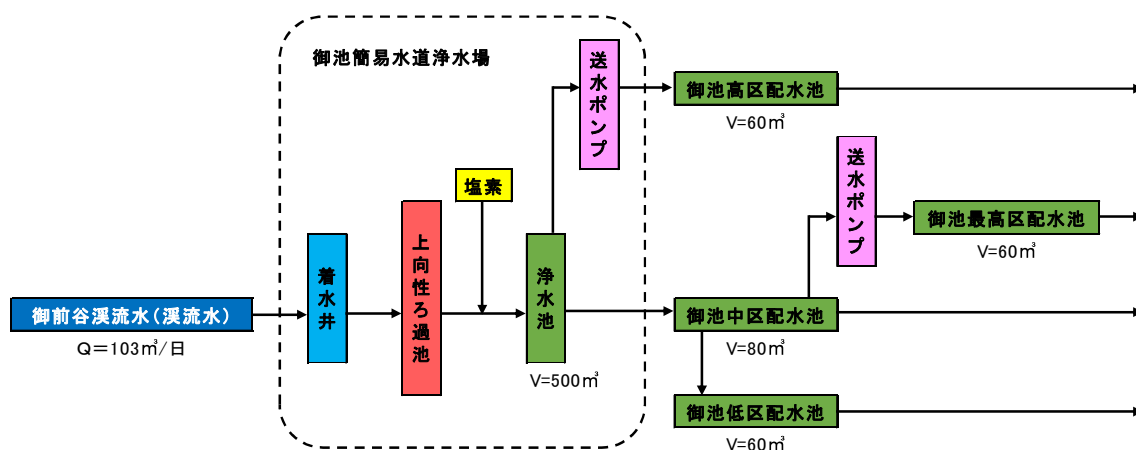 御池簡易水道浄水場
送水ポンプ
御池高区配水池
V=60㎥
送水ポンプ
塩素
御池最高区配水池
V=60㎥
着水井
上向性ろ過池
浄水池
V=500㎥
御前谷渓流水(渓流水)
Q=103㎥/日
御池中区配水池
V=80㎥
御池低区配水池
V=60㎥